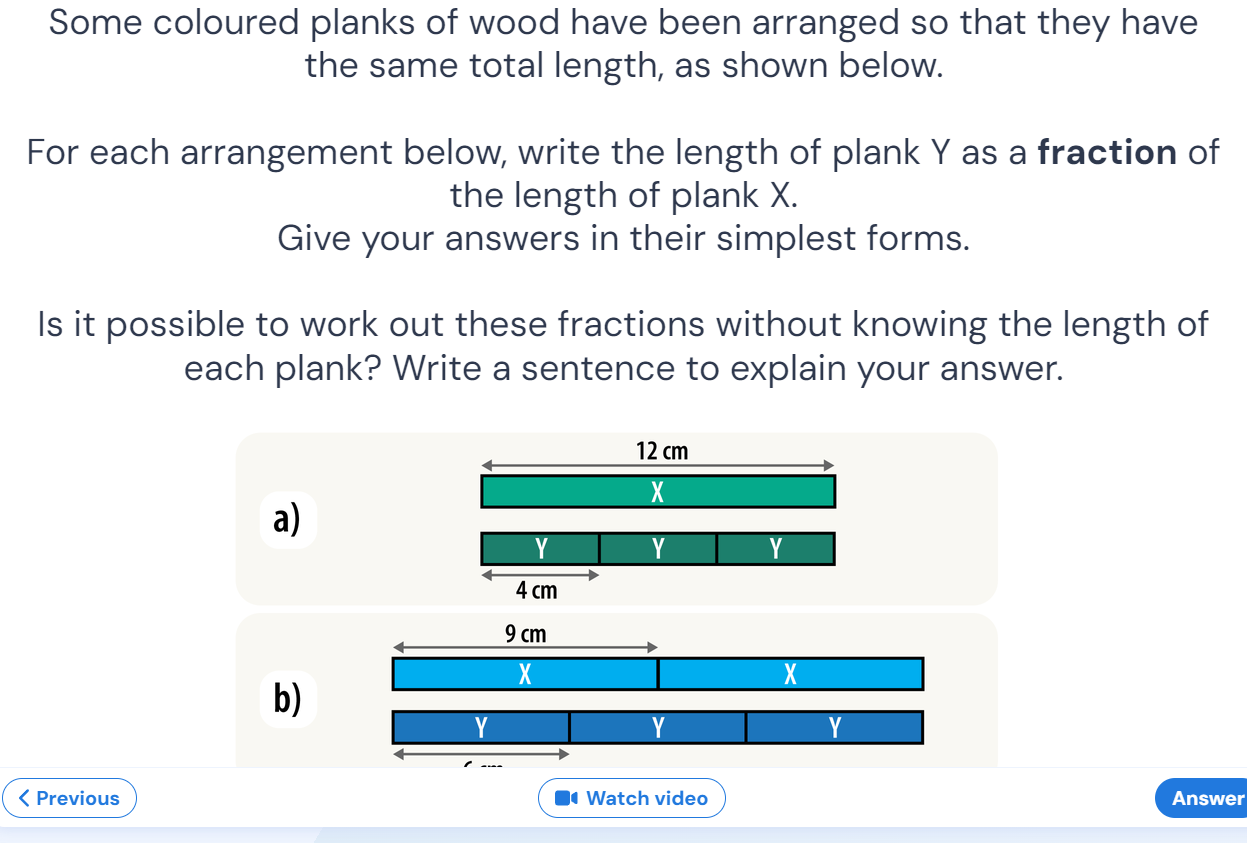 Some coloured planks of wood have been arranged so that they have
the same total length, as shown below.
For each arrangement below, write the length of plank Y as a fraction of
the length of plank X.
Give your answers in their simplest forms.
Is it possible to work out these fractions without knowing the length of
each plank? Write a sentence to explain your answer.
12 cm
X
a)
Y Y Y
4 cm
9 cm
X X
b)
Y Y Y
Previous
Watch video
Answer